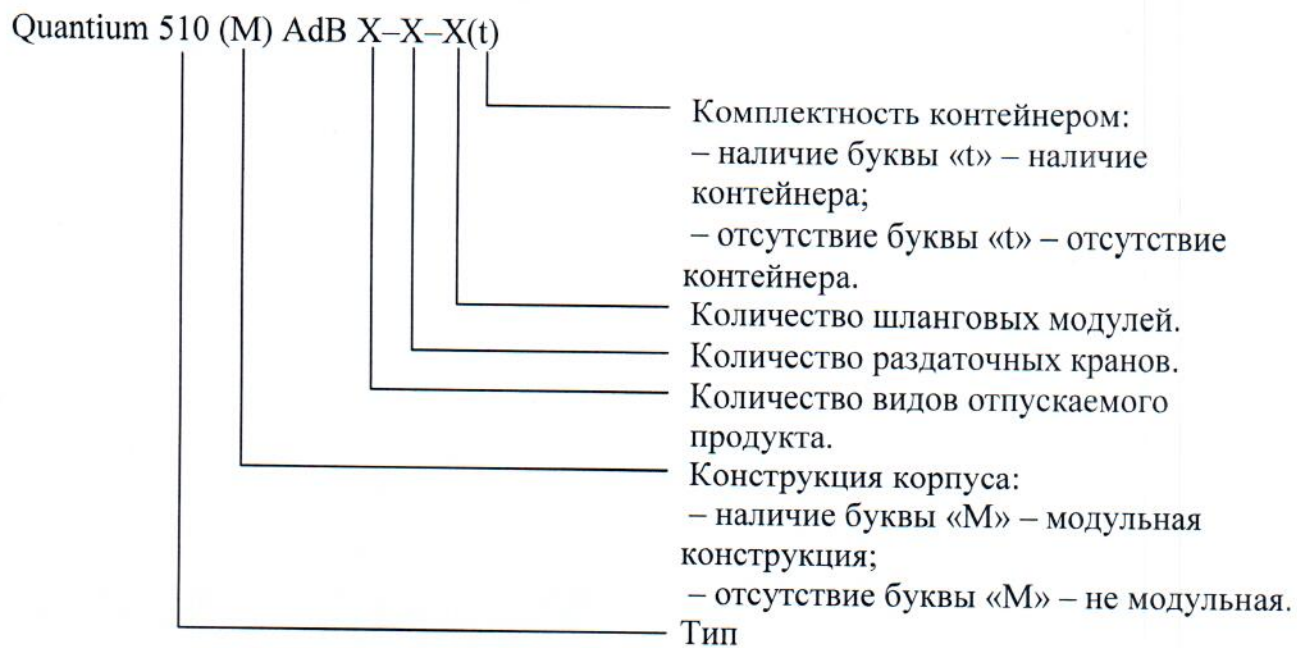 Quantium 510 (M) AdB X–X–X(t)
Комплектность контейнером:
– наличие буквы «t» – наличие
контейнера;
– отсутствие буквы «t» – отсутствие
контейнера.
Количество шланговых модулей.
Количество раздаточных кранов.
Количество видов отпускаемого
продукта.
Конструкция корпуса:
– наличие буквы «М» – модульная
конструкция;
– отсутствие буквы «М» – не модульная.
Тип